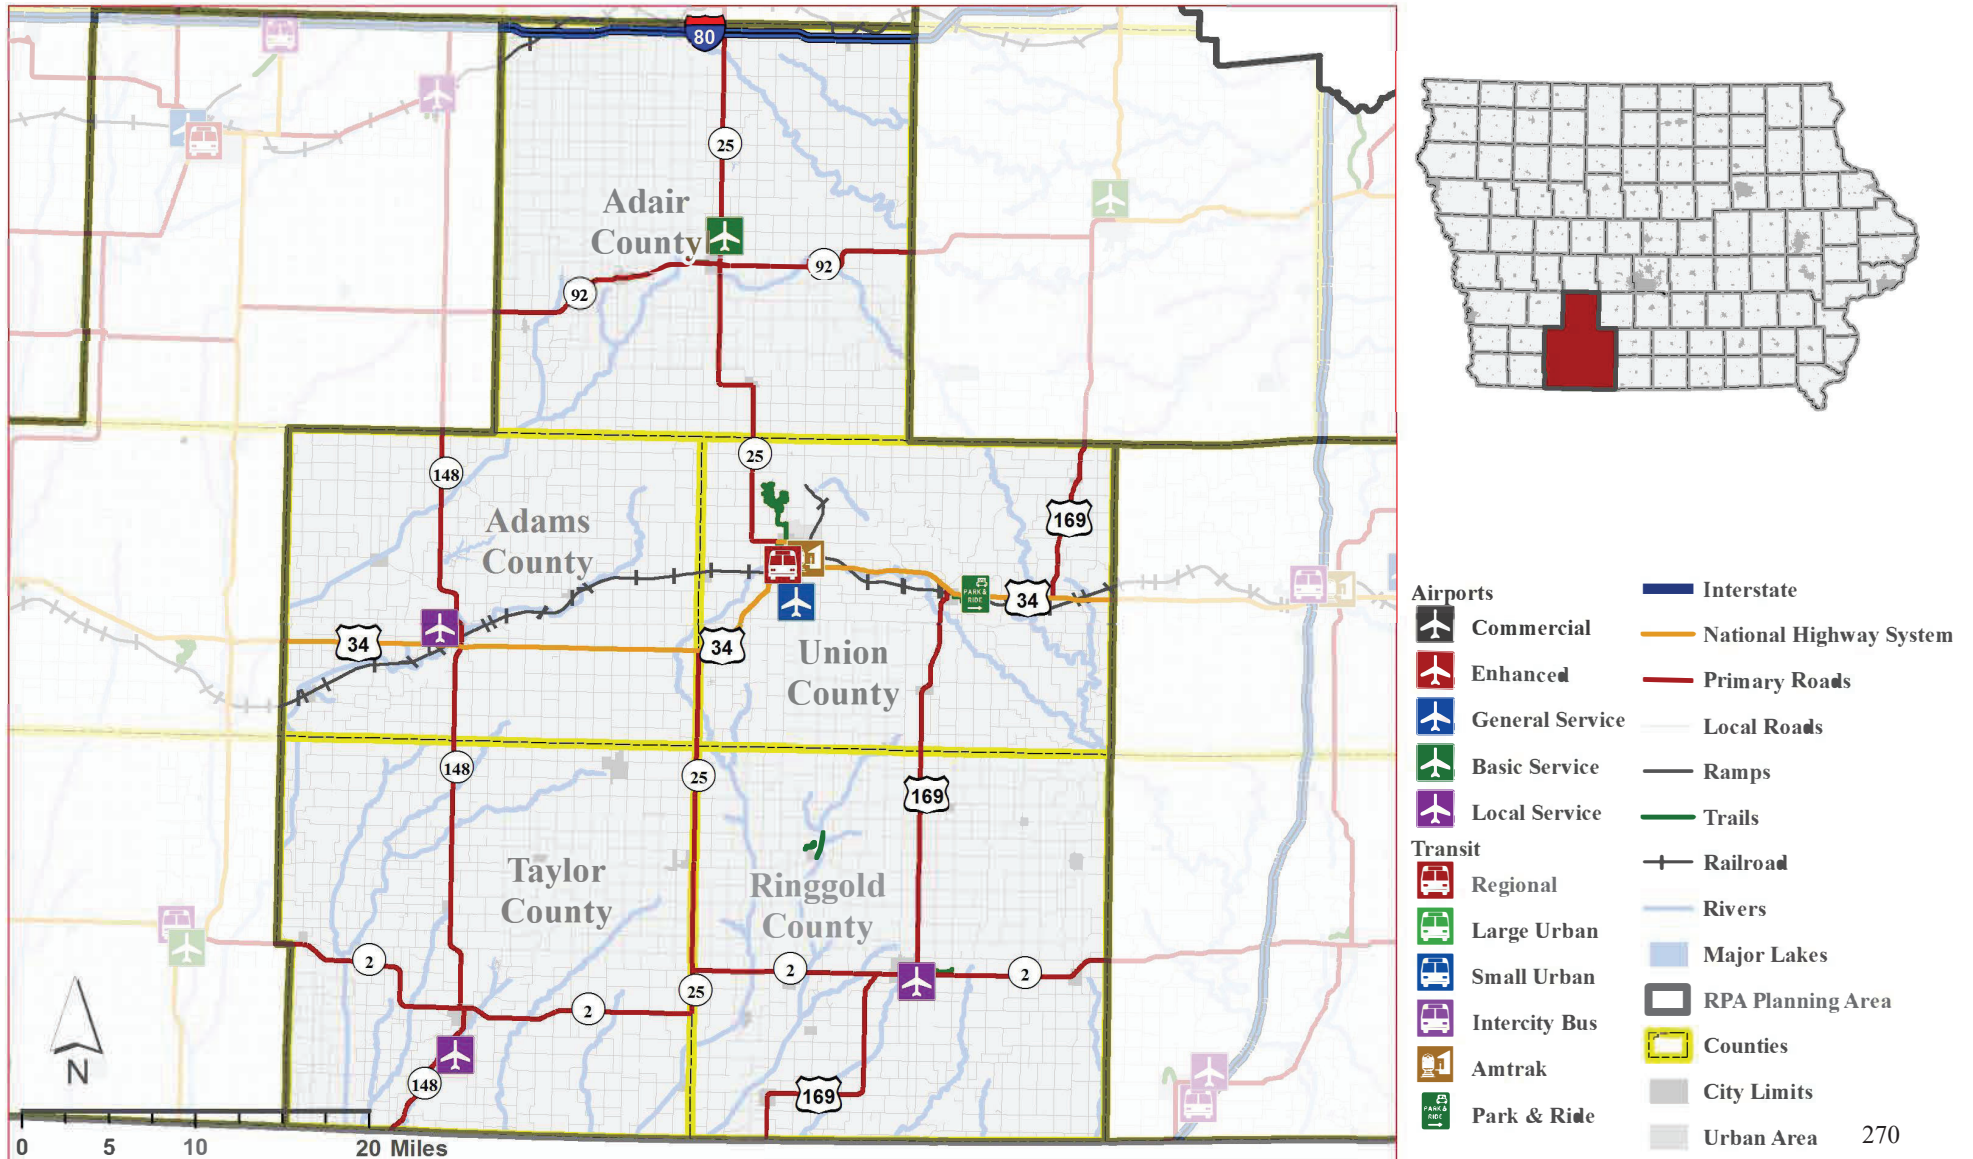 80
25
Adair
County
92
92
25
148
169
Adams
County
PARK &
RIDE
34
34
34
Union
County
148
25
169
Taylor
County
Ringgold
County
2
2
2
25
2
148
169
N
0 5 10 20 Miles
Airports
Commercial
Enhanced
General Service
Basic Service
Local Service
Transit
Regional
Large Urban
Small Urban
Intercity Bus
Amtrak
PARK &
RIDE
Park & Ride
Interstate
National Highway System
Primary Roads
Local Roads
Ramps
Trails
Railroad
Rivers
Major Lakes
RPA Planning Area
Counties
City Limits
Urban Area
270